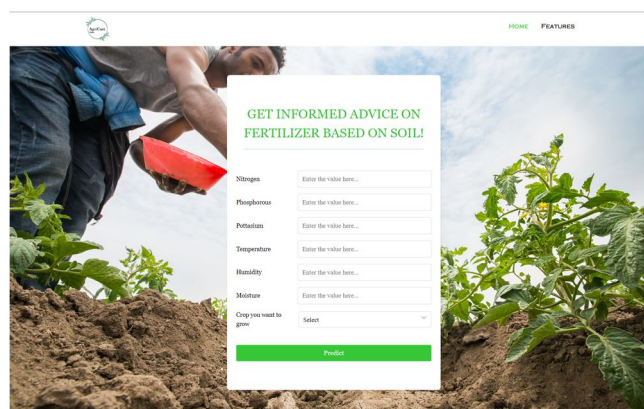 AgriCure
HOME FEATURES
GET INFORMED ADVICE ON
FERTILIZER BASED ON SOIL!
Nitrogen Enter the value here...
Phosphorous Enter the value here...
Pottasium Enter the value here...
Temperature Enter the value here...
Humidity Enter the value here...
Moisture Enter the value here...
Crop you want to
grow
Select
Predict